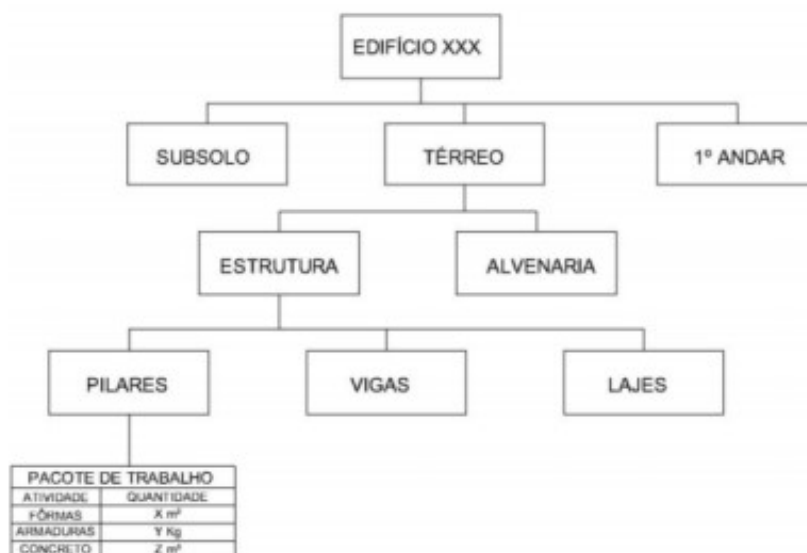 EDIFÍCIO XXX
SUBSOLO
TÉRREO
1º ANDAR
ESTRUTURA
ALVENARIA
PILARES
VIGAS
LAJES
PACOTE DE TRABALHO
ATIVIDADE QUANTIDADE
FÔRMAS X m²
ARMADURAS Y Kg
CONCRETO Z m³